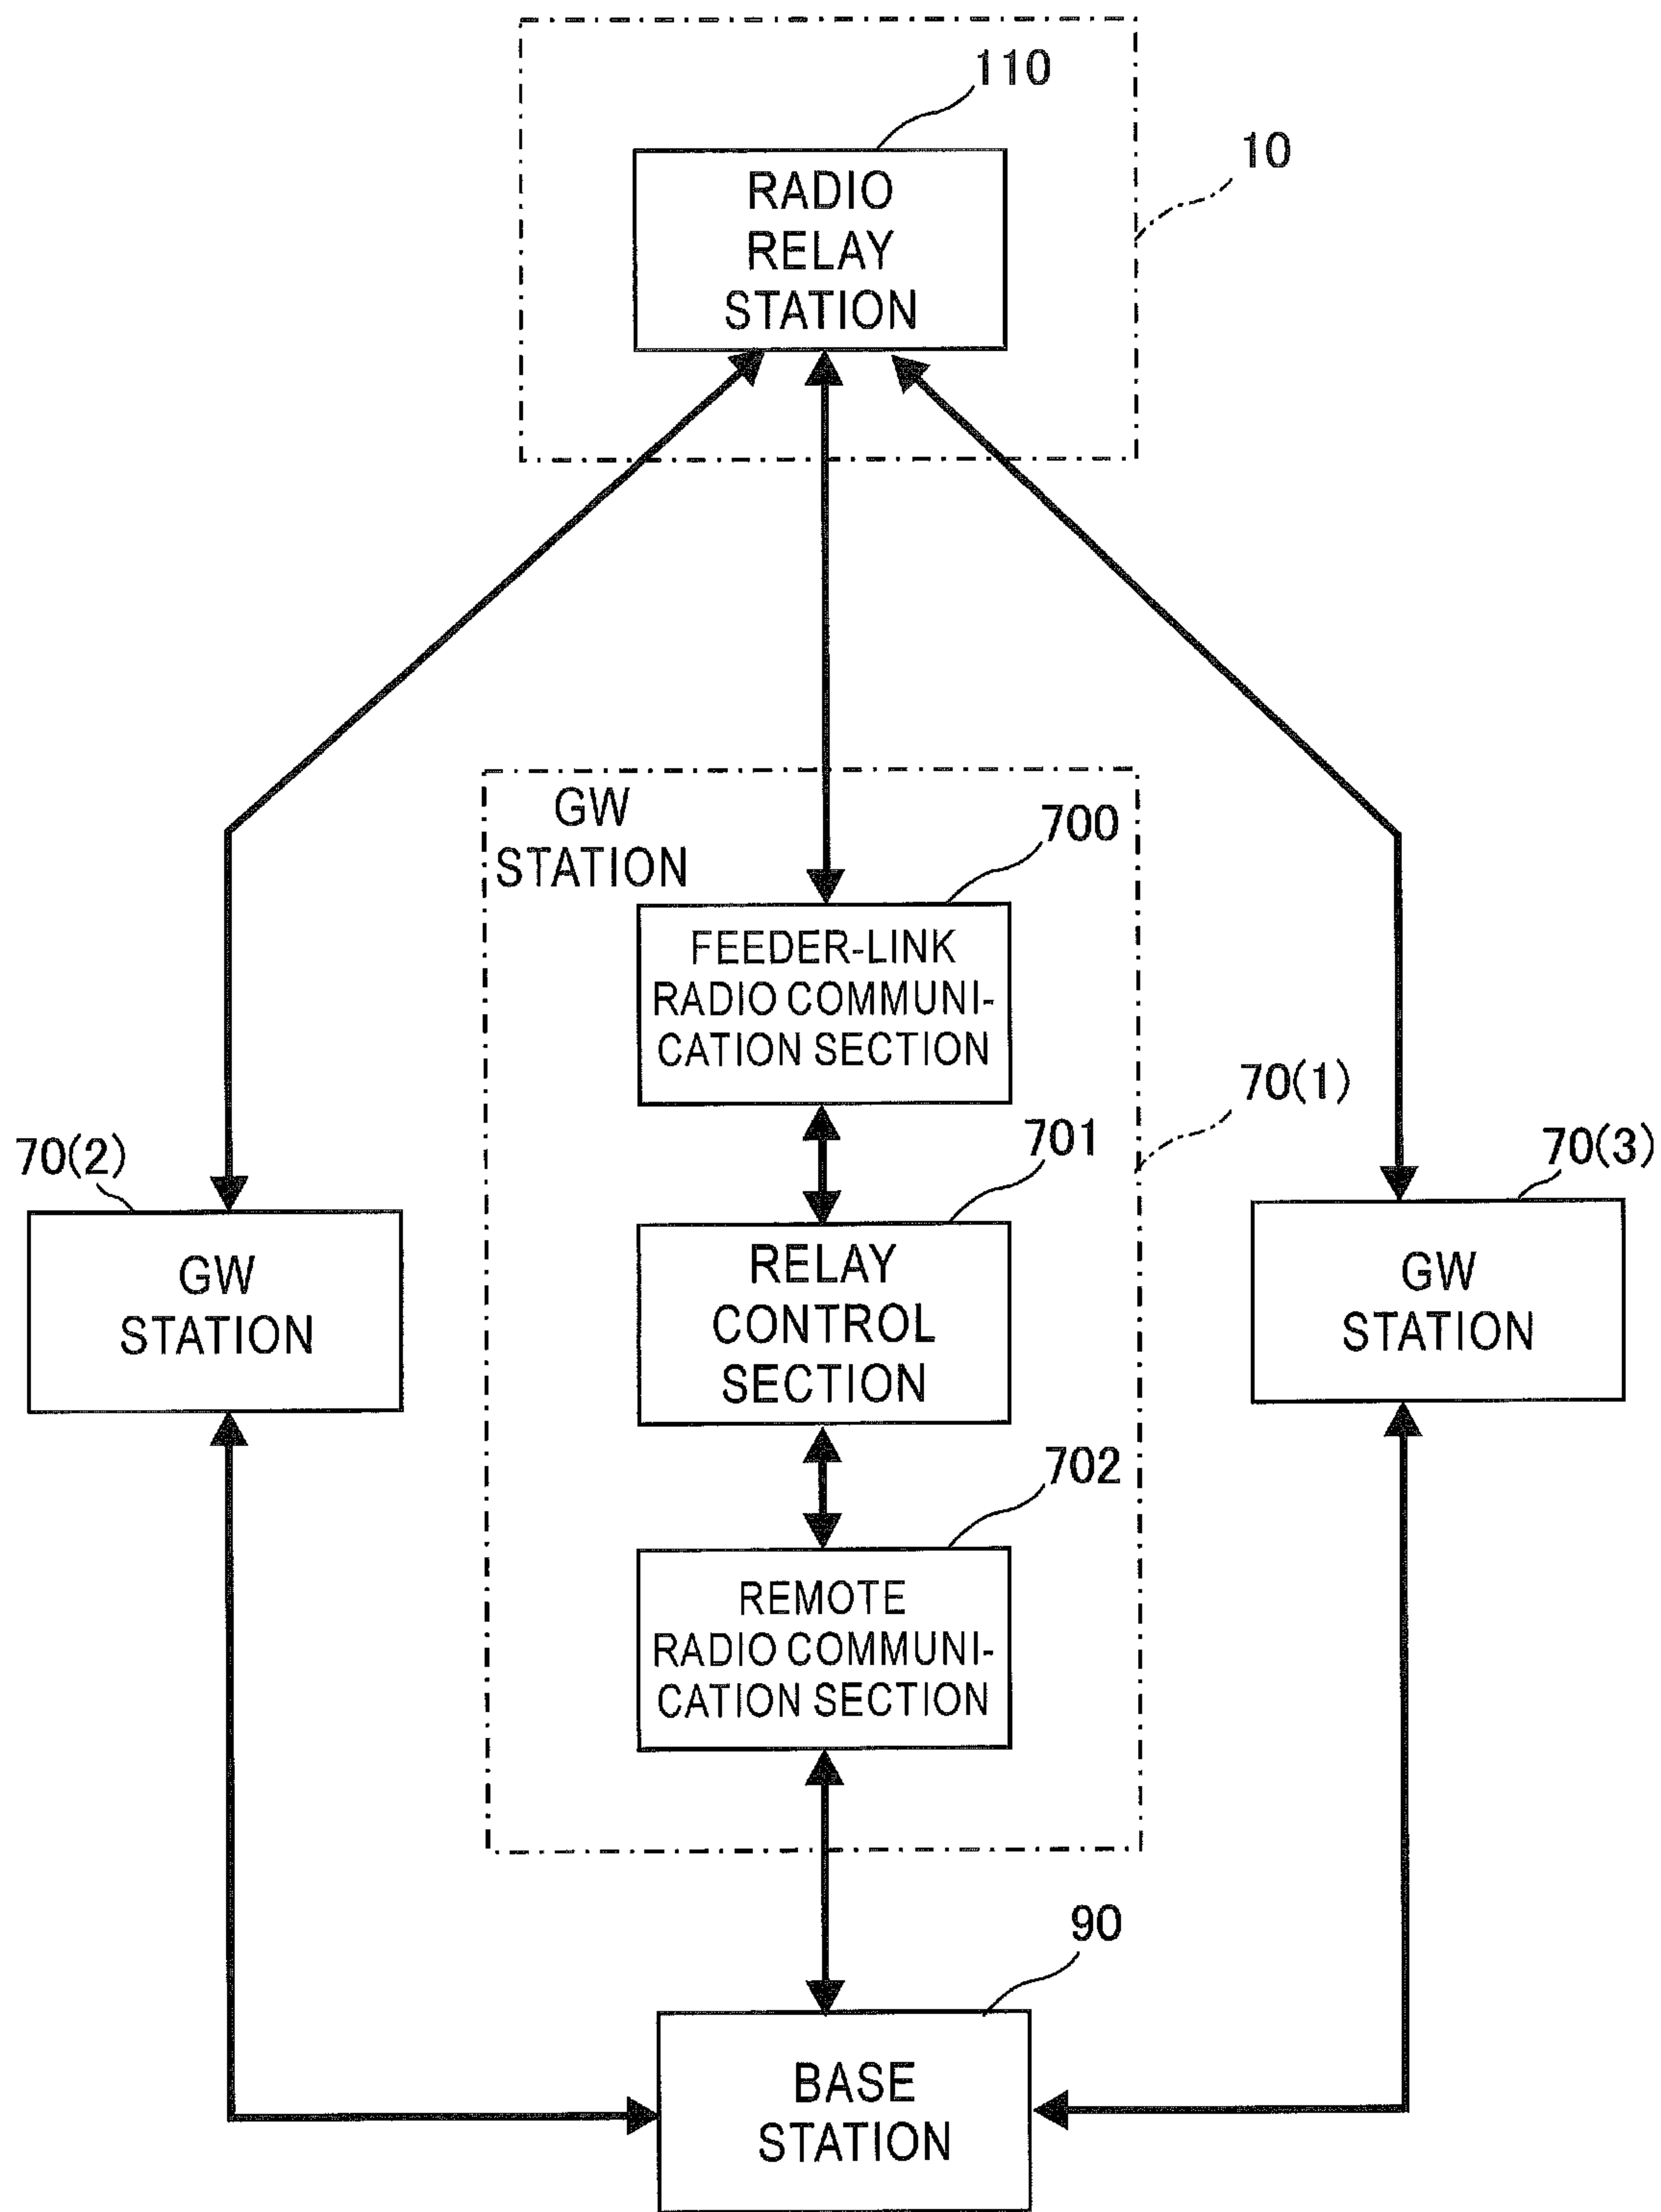 110
10
RADIO
RELAY
STATION
GW
STATION
700
FEEDER-LINK
RADIO COMMUNI-
CATION SECTION
70(1)
70(2)
701
70(3)
GW
STATION
RELAY
CONTROL
SECTION
GW
STATION
702
REMOTE
RADIO COMMUNI-
CATION SECTION
90
BASE
STATION